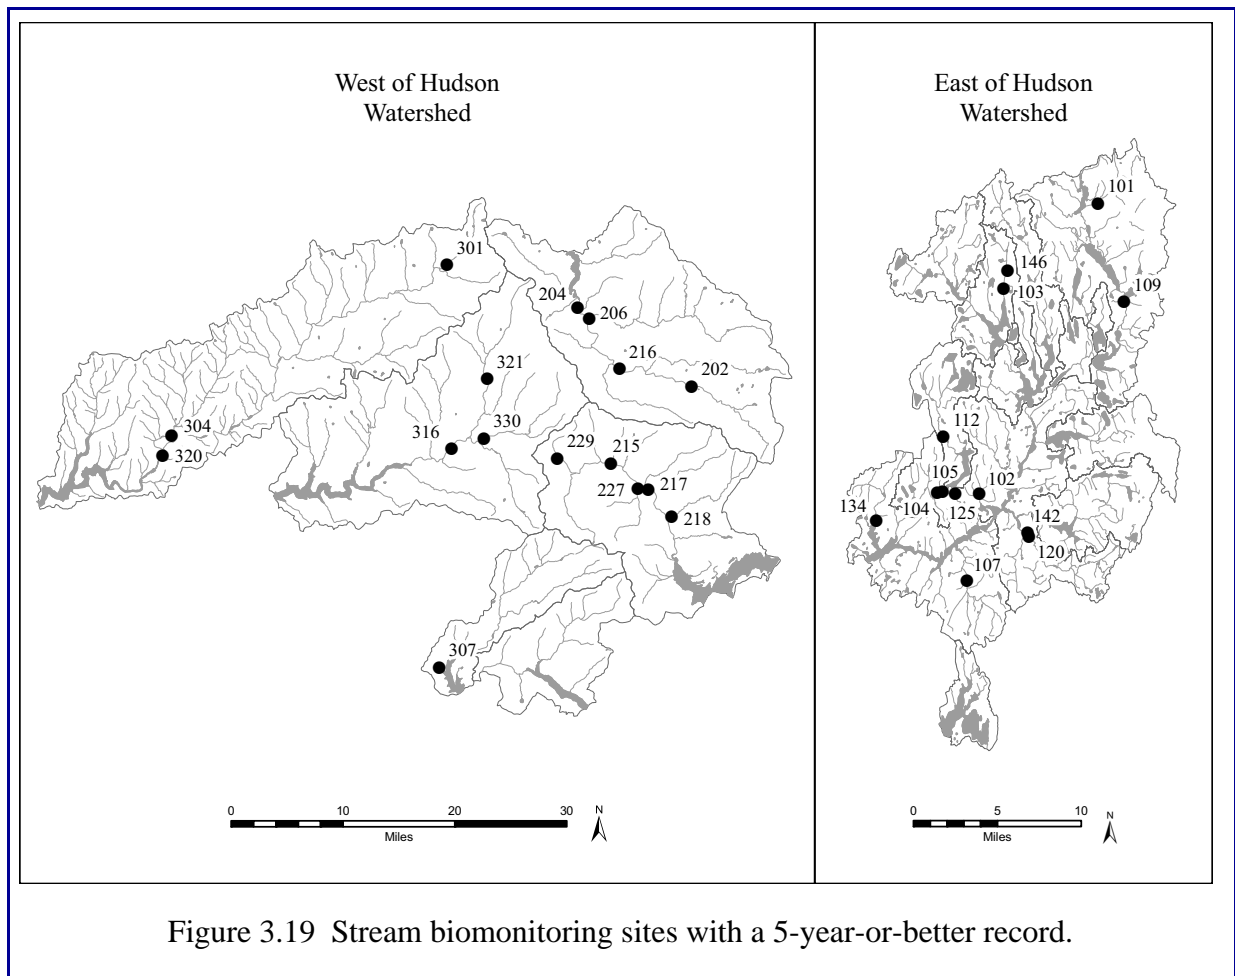 West of Hudson
Watershed
East of Hudson
Watershed
301
204
206
216
202
321
330
316
304
320
229
215
227
217
218
307
101
146
103
109
112
105
102
104
125
134
142
120
107
0 10 20 30
Miles
N
0 5 10
Miles
N
Figure 3.19 Stream biomonitoring sites with a 5-year-or-better record.